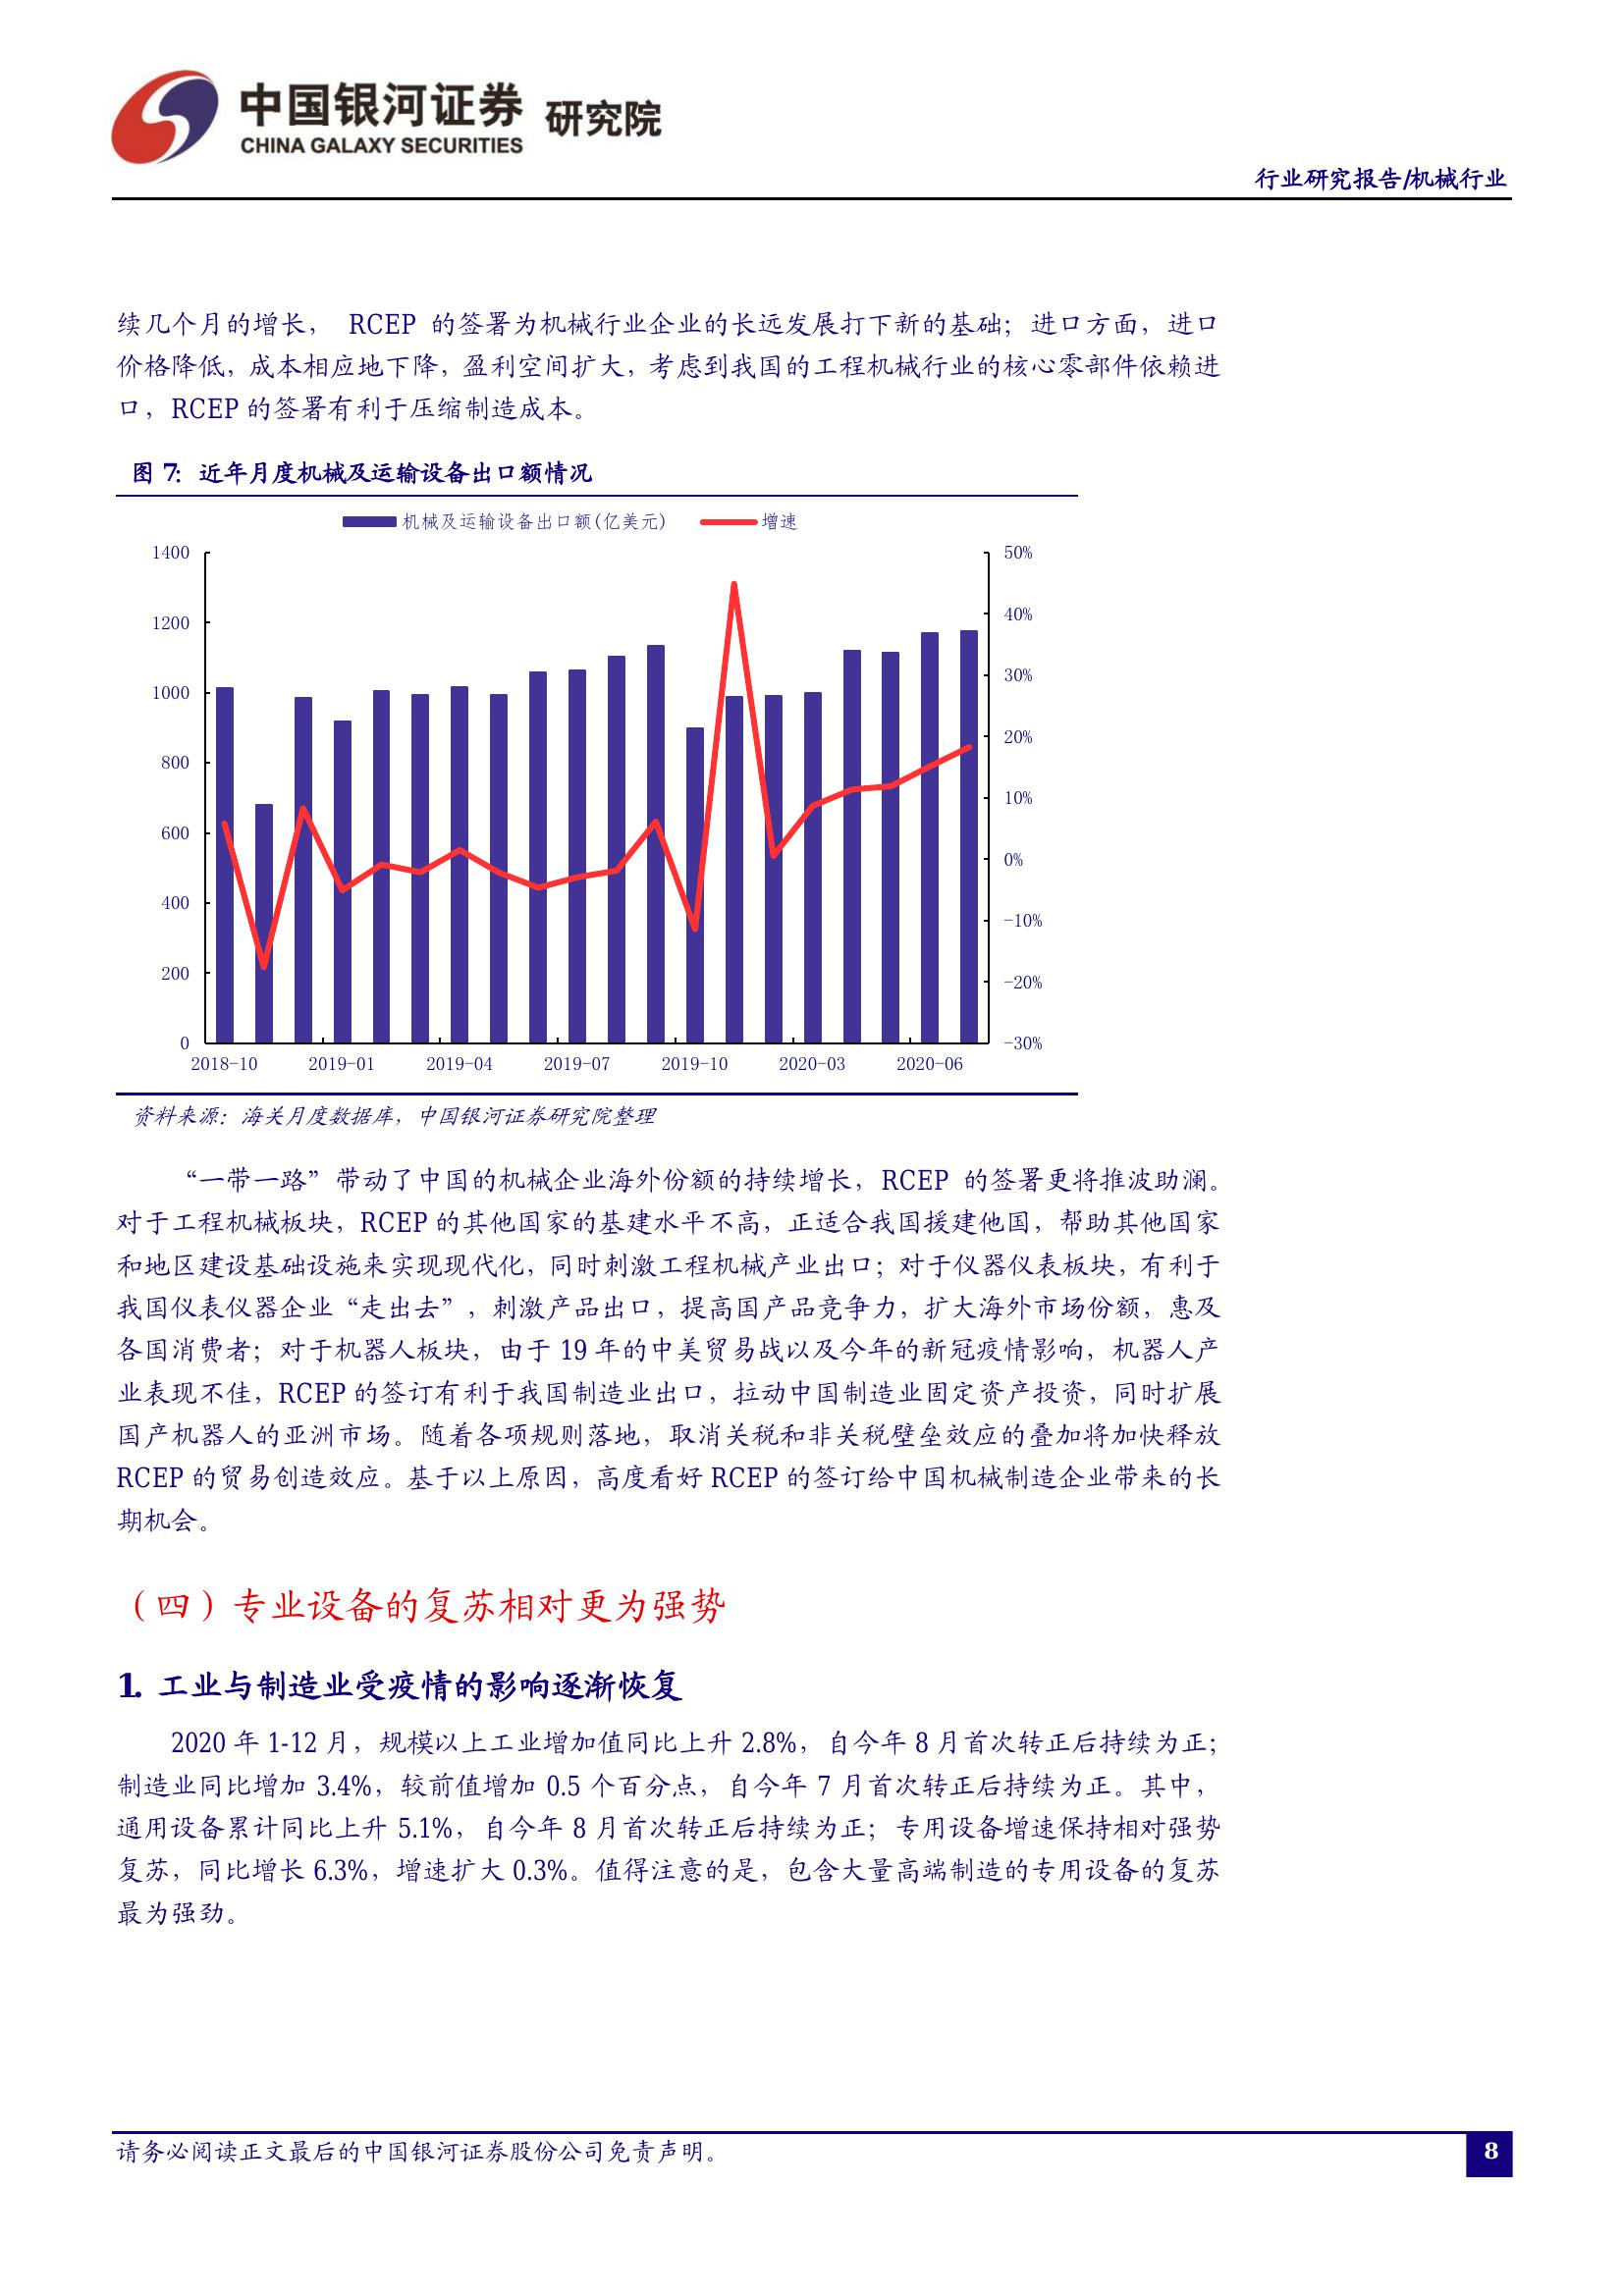 中国银河证券 研究院
CHINA GALAXY SECURITIES
行业研究报告/机械行业
续几个月的增长， RCEP 的签署为机械行业企业的长远发展打下新的基础；进口方面，进口
价格降低，成本相应地下降，盈利空间扩大，考虑到我国的工程机械行业的核心零部件依赖进
口，RCEP 的签署有利于压缩制造成本。
图 7：近年月度机械及运输设备出口额情况
机械及运输设备出口额(亿美元) 增速
1400 50%
1200 40%
1000 30%
800 20%
600 10%
400 0%
200 -10%
0 -20%
-30%
2018-10 2019-01 2019-04 2019-07 2019-10 2020-03 2020-06
资料来源：海关月度数据库，中国银河证券研究院整理
“一带一路”带动了中国的机械企业海外份额的持续增长，RCEP 的签署更将推波助澜。
对于工程机械板块，RCEP 的其他国家的基建水平不高，正适合我国援建他国，帮助其他国家
和地区建设基础设施来实现现代化，同时刺激工程机械产业出口；对于仪器仪表板块，有利于
我国仪表仪器企业“走出去”，刺激产品出口，提高国产品竞争力，扩大海外市场份额，惠及
各国消费者；对于机器人板块，由于 19 年的中美贸易战以及今年的新冠疫情影响，机器人产
业表现不佳，RCEP 的签订有利于我国制造业出口，拉动中国制造业固定资产投资，同时扩展
国产机器人的亚洲市场。随着各项规则落地，取消关税和非关税壁垒效应的叠加将加快释放
RCEP 的贸易创造效应。基于以上原因，高度看好 RCEP 的签订给中国机械制造企业带来的长
期机会。
（四）专业设备的复苏相对更为强势
1. 工业与制造业受疫情的影响逐渐恢复
2020 年 1-12 月，规模以上工业增加值同比上升 2.8%，自今年 8 月首次转正后持续为正；
制造业同比增加 3.4%，较前值增加 0.5 个百分点，自今年 7 月首次转正后持续为正。其中，
通用设备累计同比上升 5.1%，自今年 8 月首次转正后持续为正；专用设备增速保持相对强势
复苏，同比增长 6.3%，增速扩大 0.3%。值得注意的是，包含大量高端制造的专用设备的复苏
最为强劲。
请务必阅读正文最后的中国银河证券股份公司免责声明。
8